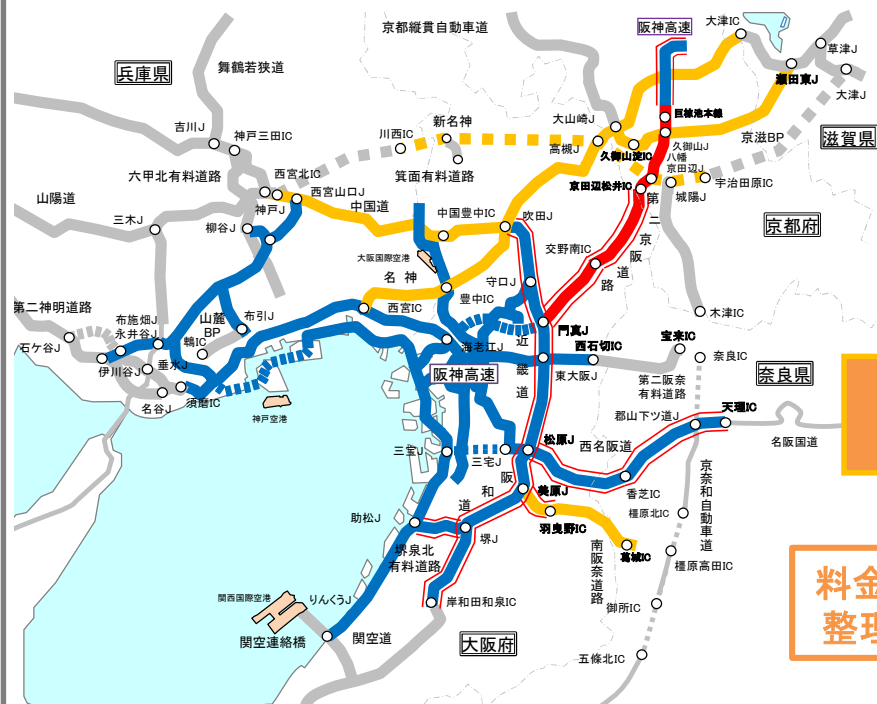 京都縦貫自動車道
阪神高速
大津IC
草津J
瀬田東J
大津J
兵庫県
舞鶴若狭道
吉川J
神戸三田IC
川西IC
新名神
大山崎J
高槻J
巨椋池本線
久御山J
久御山淀IC
八幡
京田辺J
京滋BP
滋賀県
六甲北有料道路
西宮北IC
箕面有料道路
京田辺松井IC
城陽J
宇治田原IC
山陽道
神戸J
西宮山口J
中国道
三木J
柳谷J
中国豊中IC
吹田J
第二京阪道路
京都府
大阪国際空港
交野南IC
名神
守口J
豊中IC
西宮IC
第二神明道路
布施畑J
永井谷J
山麓
BP
布引J
木津IC
石ケ谷J
鶉IC
海老江J
門真J
近畿道
西石切IC
宝来IC
奈良IC
伊川谷J
垂水J
阪神高速
東大阪J
第二阪奈
有料道路
奈良県
名谷J
須磨IC
神戸空港
郡山下ツ道J
天理IC
名阪国道
三宝J
三宅J
松原J
西名阪道
阪和道
美原J
香芝IC
京奈和自動車道
橿原北IC
助松J
羽曳野IC
堺J
堺泉北
有料道路
南阪奈道路
葛城IC
橿原高田IC
料金
整理
関西国際空港
りんくうJ
岸和田和泉IC
御所IC
関空連絡橋
関空道
大阪府
五條北IC